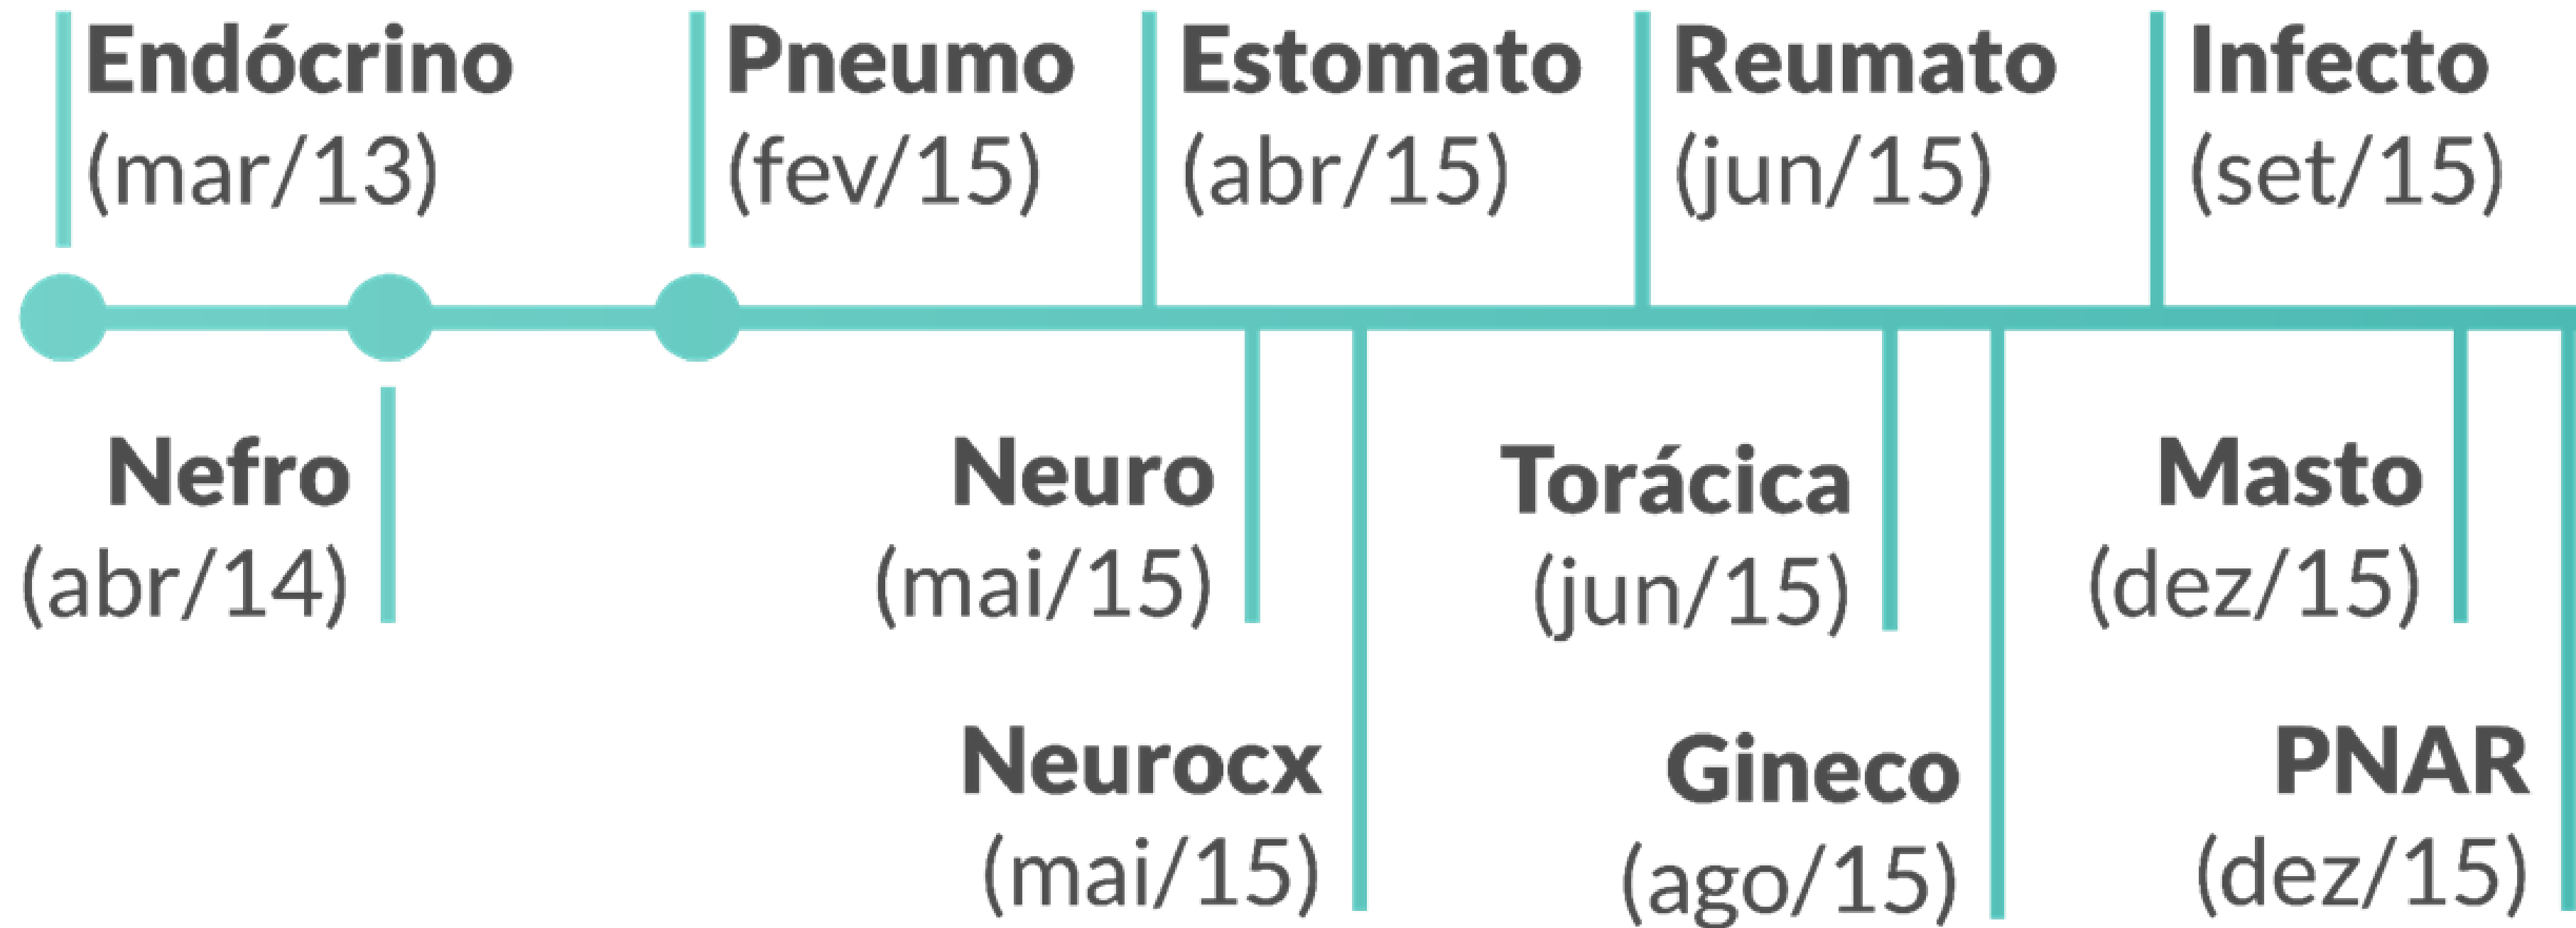 Endócrino
(mar/13)
Pneumo
(fev/15)
Estomato
(abr/15)
Reumato
(jun/15)
Infecto
(set/15)
Nefro
(abr/14)
Neuro
(mai/15)
Torácica
(jun/15)
Masto
(dez/15)
Neurocx
(mai/15)
Gineco
(ago/15)
PNAR
(dez/15)